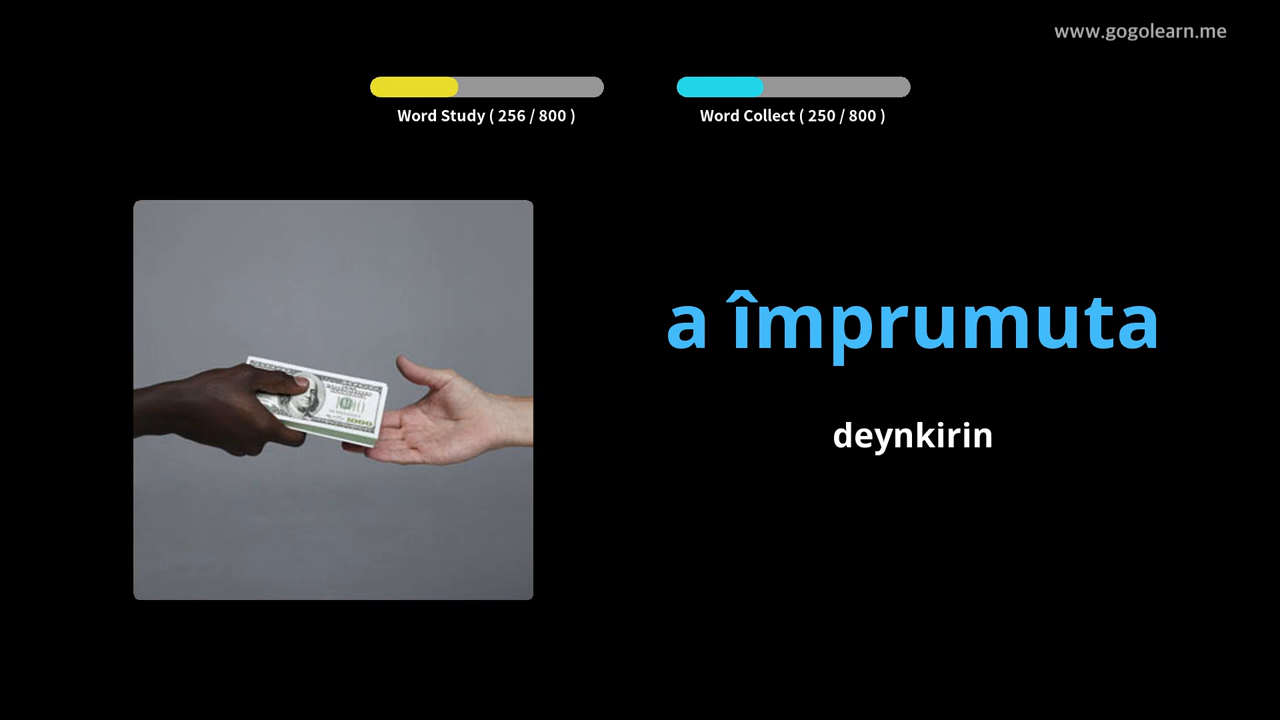 www.gogolearn.me
Word Study ( 256 / 800 )
Word Collect ( 250 / 800 )
a împrumuta
deynkirin